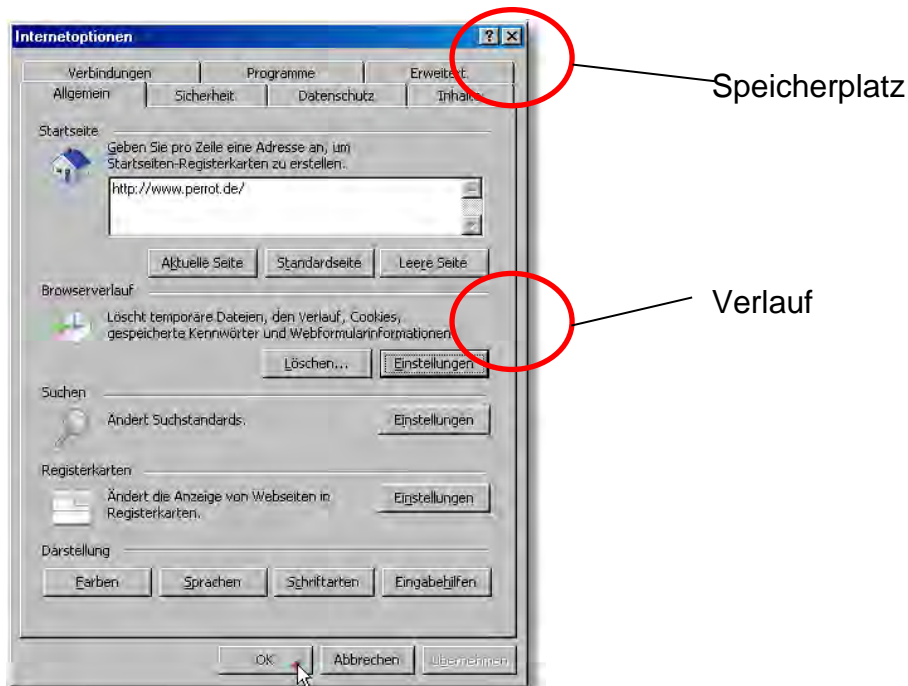 Internetoptionen
Speicherplatz
Verbindungen Programme Erweitert
Allgemein Sicherheit Datenschutz Inhalte
Startseite
Geben Sie pro Zeile eine Adresse an, um
Startseiten-Registerkarten zu erstellen.
http://www.perrot.de/
Aktuelle Seite Standardseite Leere Seite
Browserverlauf
Verlauf
Löscht temporäre Dateien, den Verlauf, Cookies,
gespeicherte Kennwörter und Webformularinformationen
Löschen... Einstellungen
Suchen
Ändert Suchstandards. Einstellungen
Registerkarten
Ändert die Anzeige von Webseiten in
Registerkarten.
Einstellungen
Darstellung
Farben Sprachen Schriftarten Eingabehilfen
OK Abbrechen Übernehmen